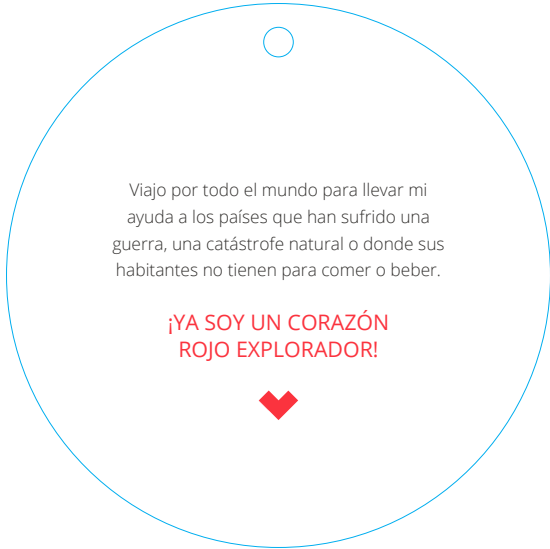 Viajo por todo el mundo para llevar mi
ayuda a los países que han sufrido una
guerra, una catástrofe natural o donde sus
habitantes no tienen para comer o beber.
¡YA SOY UN CORAZÓN
ROJO EXPLORADOR!